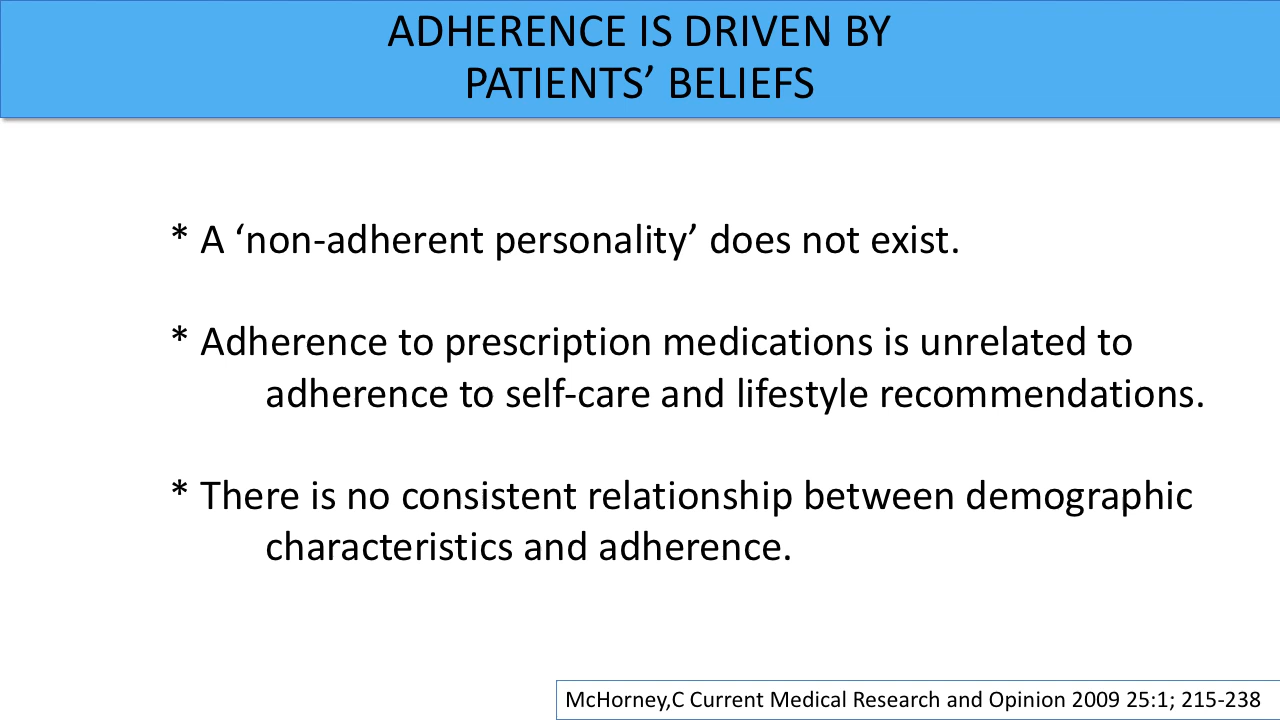 ADHERENCE IS DRIVEN BY
PATIENTS’ BELIEFS
* A ‘non-adherent personality’ does not exist.
* Adherence to prescription medications is unrelated to
adherence to self-care and lifestyle recommendations.
* There is no consistent relationship between demographic
characteristics and adherence.
McHorney,C Current Medical Research and Opinion 2009 25:1; 215-238